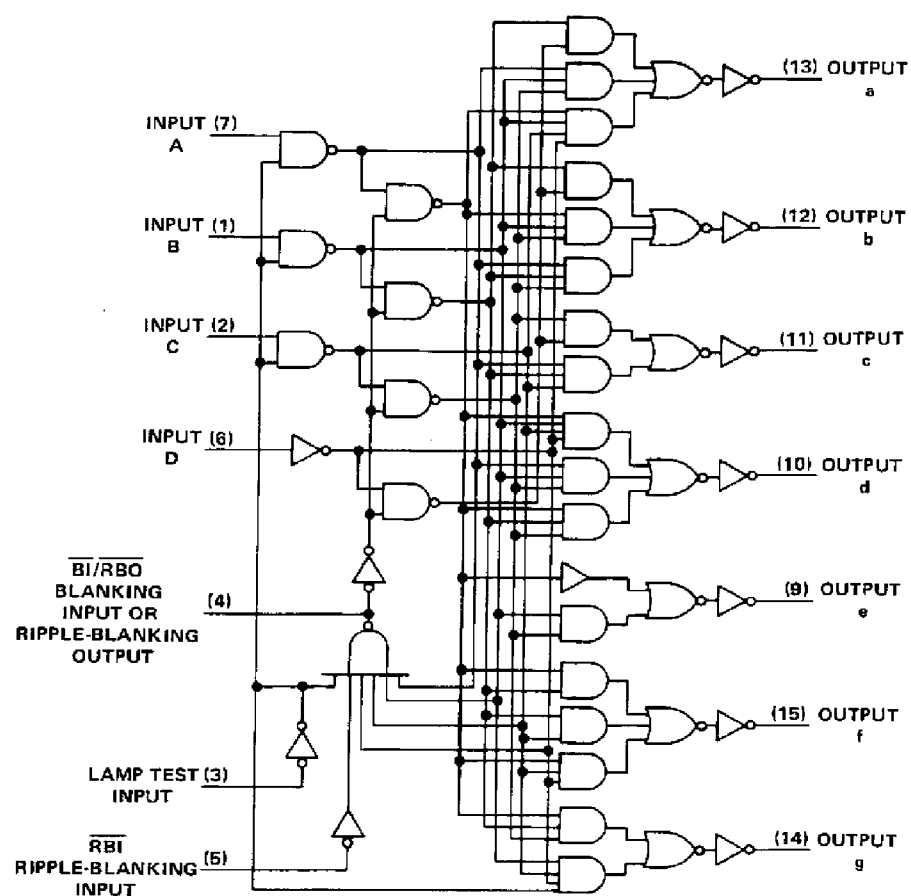 (13) OUTPUT
a
INPUT (7)
A
INPUT (1)
B
(12) OUTPUT
b
INPUT (2)
C
(11) OUTPUT
c
INPUT (6)
D
(10) OUTPUT
d
BI/RBO
BLANKING
INPUT OR
RIPPLE-BLANKING
OUTPUT
(4)
(9) OUTPUT
e
(15) OUTPUT
f
LAMP TEST (3)
INPUT
RBI
RIPPLE-BLANKING
INPUT
(5)
(14) OUTPUT
g